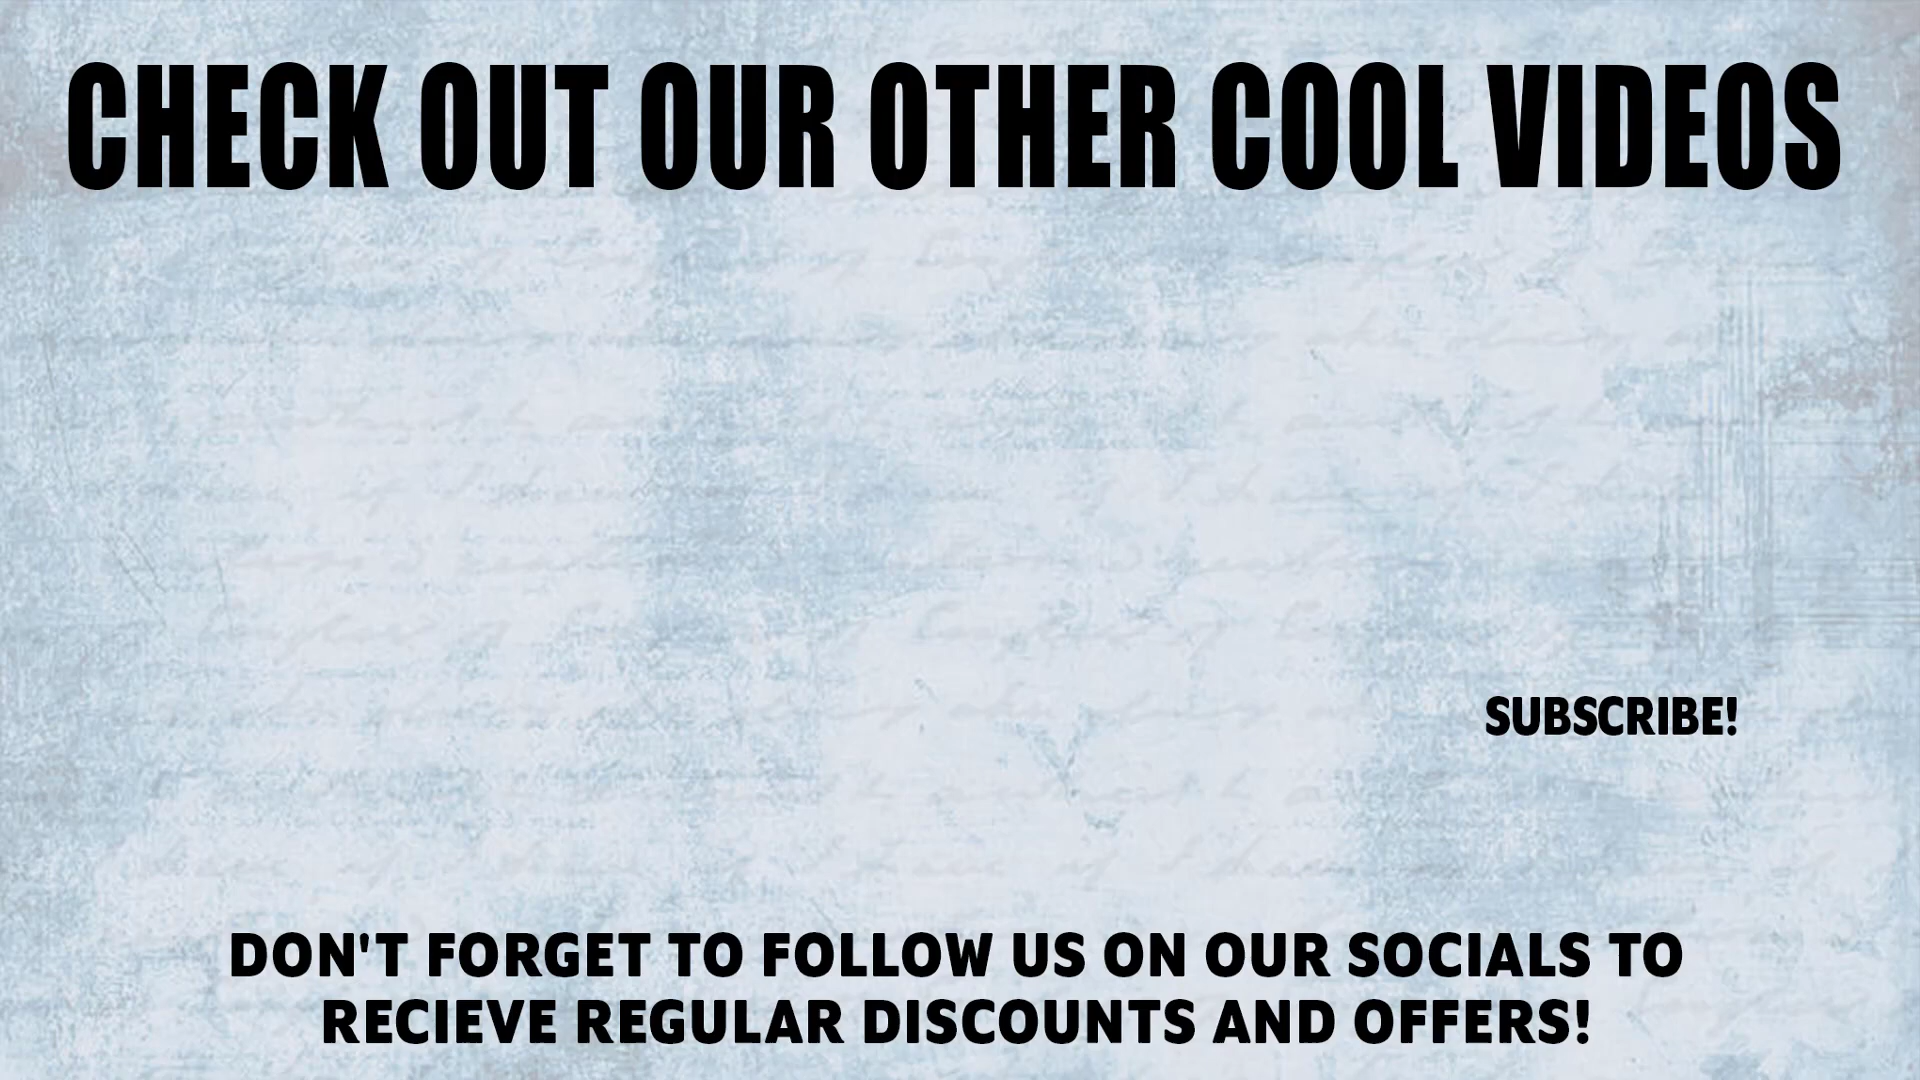 CHECK OUT OUR OTHER COOL VIDEOS
SUBSCRIBE!
DON'T FORGET TO FOLLOW US ON OUR SOCIALS TO
RECIEVE REGULAR DISCOUNTS AND OFFERS!